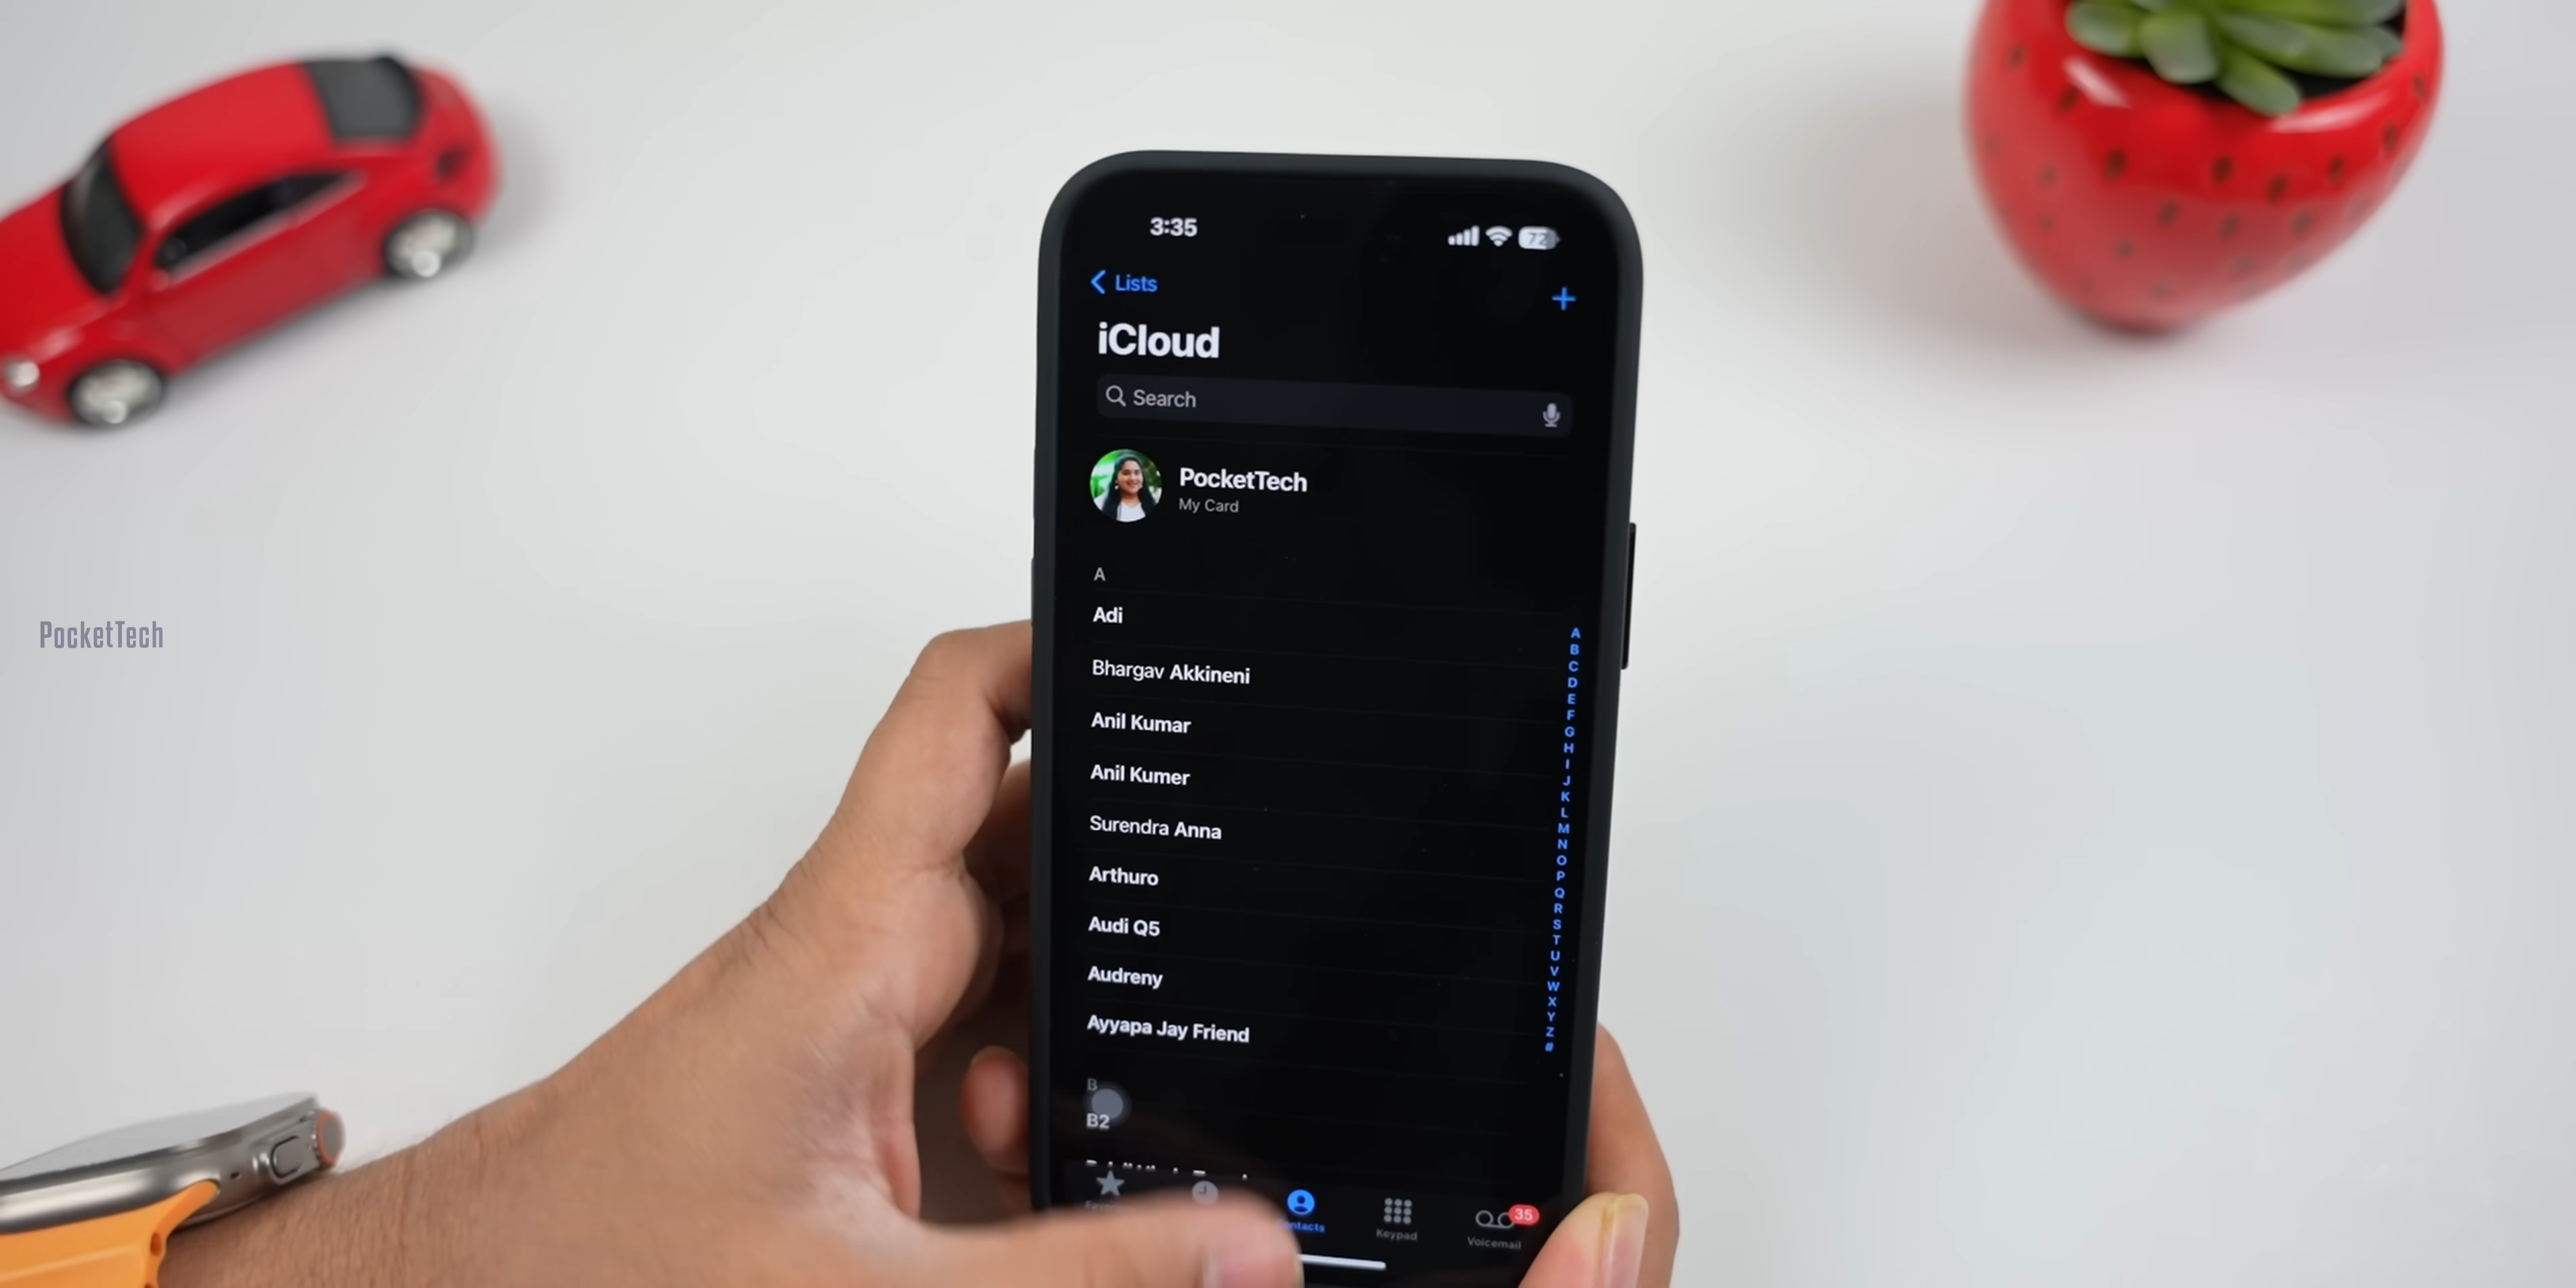 3:35
72
Lists
iCloud
Search
PocketTech
My Card
A
Adi
Bhargav Akkineni
Anil Kumar
Anil Kumer
Surendra Anna
Arthuro
Audi Q5
Audreny
Ayyapa Jay Friend
B
B2
A
B
C
D
E
F
G
H
I
J
K
L
M
N
O
P
Q
R
S
T
U
V
W
X
Y
Z
#
Keypad
35
Voicemail
PocketTech